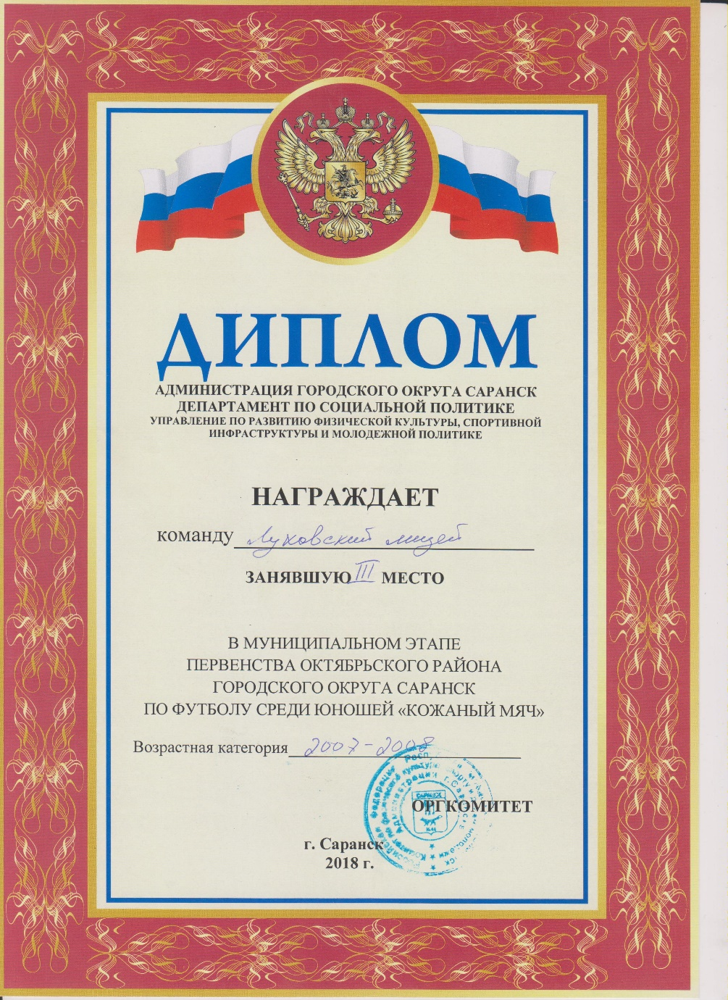 ДИПЛОМ
АДМИНИСТРАЦИЯ ГОРОДСКОГО ОКРУГА САРАНСК
ДЕПАРТАМЕНТ ПО СОЦИАЛЬНОЙ ПОЛИТИКЕ
УПРАВЛЕНИЕ ПО РАЗВИТИЮ ФИЗИЧЕСКОЙ КУЛЬТУРЫ, СПОРТИВНОЙ
ИНФРАСТРУКТУРЫ И МОЛОДЕЖНОЙ ПОЛИТИКЕ
НАГРАЖДАЕТ
команду Луховский лицей
ЗАНЯВШУЮ III МЕСТО
В МУНИЦИПАЛЬНОМ ЭТАПЕ
ПЕРВЕНСТВА ОКТЯБРЬСКОГО РАЙОНА
ГОРОДСКОГО ОКРУГА САРАНСК
ПО ФУТБОЛУ СРЕДИ ЮНОШЕЙ «КОЖАНЫЙ МЯЧ»
Возрастная категория 2007-2008
ОРГКОМИТЕТ
г. Саранск
2018 г.